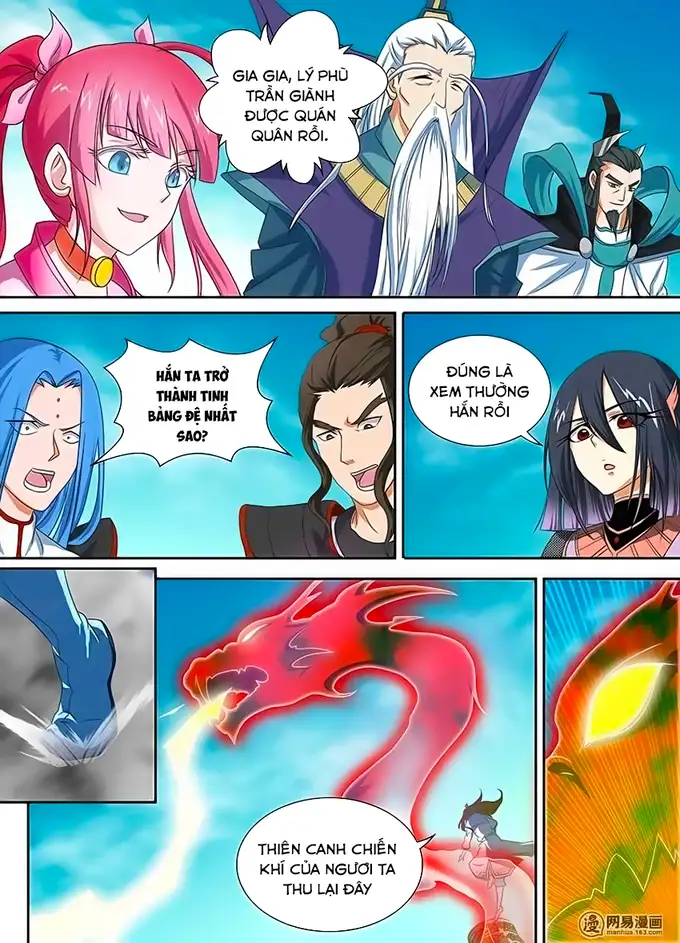 GIA GIA, LÝ PHÙ
TRẦN GIÀNH
ĐƯỢC QUÁN
QUÂN RỒI.
HẮN TA TRỞ
THÀNH TINH
BẢNG ĐỆ NHẤT
SAO?
ĐÚNG LÀ
XEM THƯỜNG
HẮN RỒI
THIÊN CANH CHIẾN
KHÍ CỦA NGƯƠI TA
THU LẠI ĐÂY
漫 网易漫画
manhua.163.com